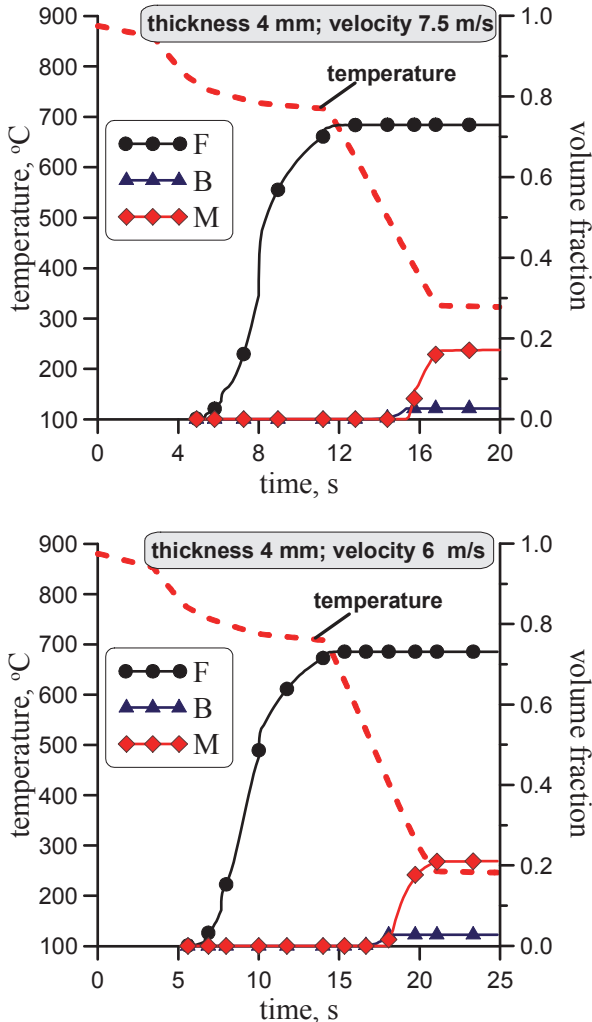 thickness 4 mm; velocity 7.5 m/s
temperature
temperature, °C
900
800
700
600
500
400
300
200
100
F
B
M
1.0
0.8
0.6
0.4
0.2
0.0
volume fraction
0 4 8 12 16 20
time, s
thickness 4 mm; velocity 6 m/s
temperature
temperature, °C
900
800
700
600
500
400
300
200
100
F
B
M
1.0
0.8
0.6
0.4
0.2
0.0
volume fraction
0 5 10 15 20 25
time, s